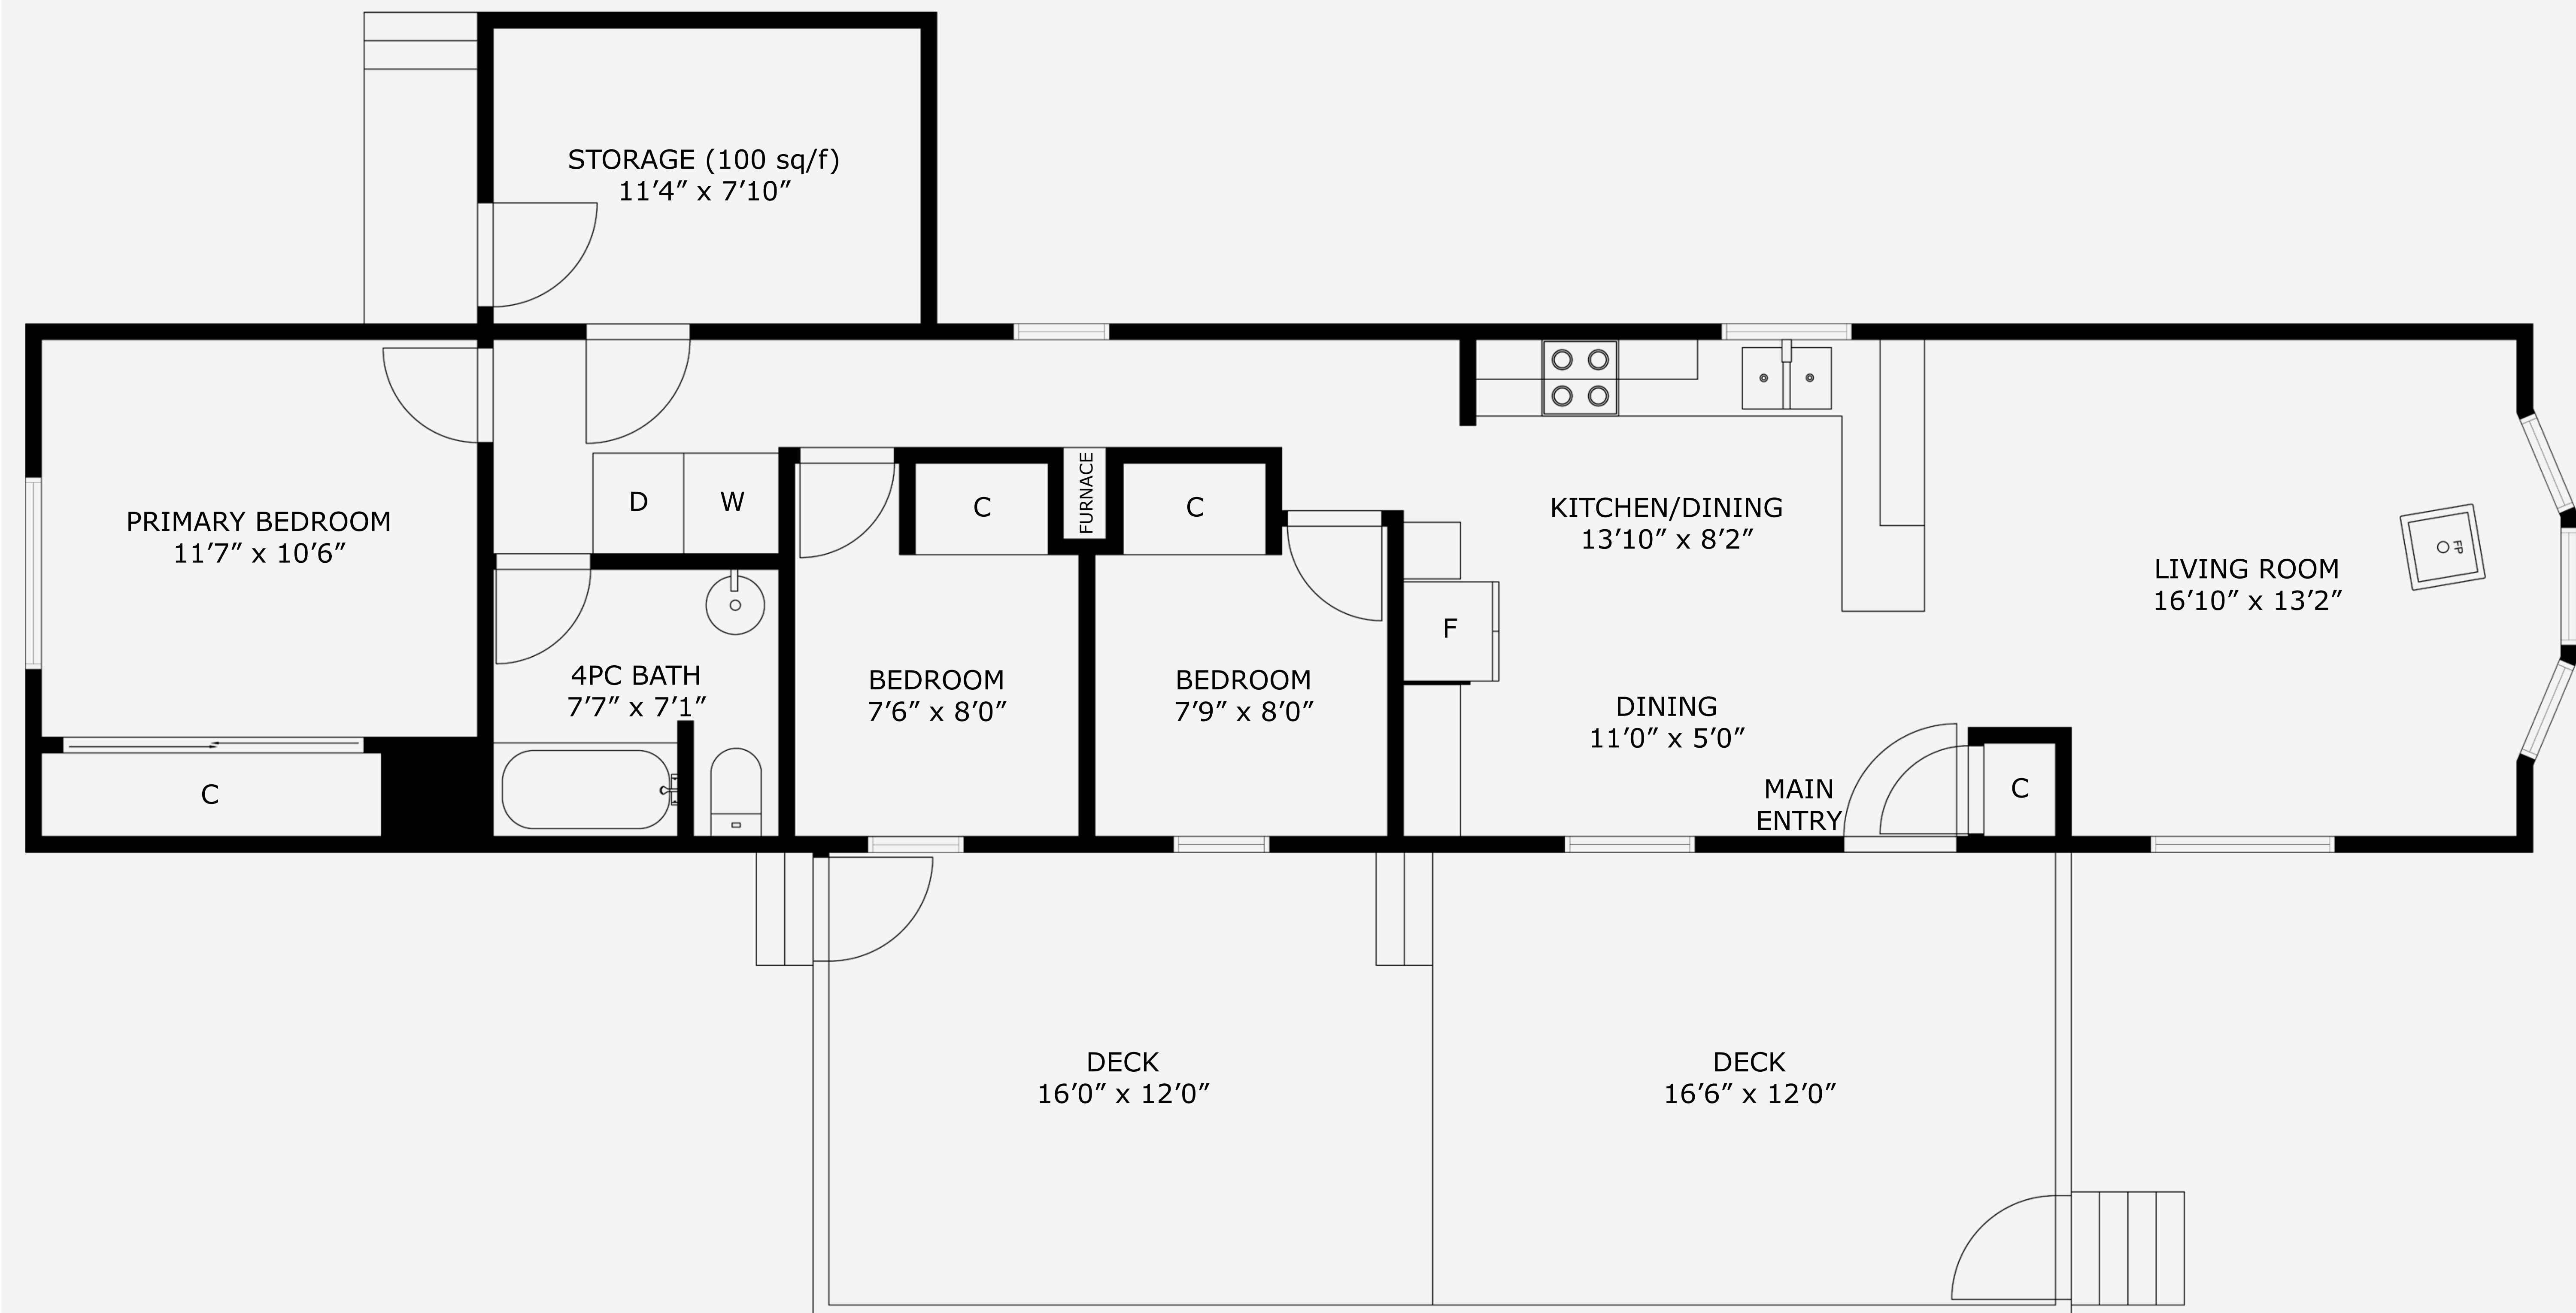 STORAGE (100 sq/f)
11’4” x 7’10”
PRIMARY BEDROOM
11’7” x 10’6”
C
D
W
4PC BATH
7’7” x 7’1”
C
FURNACE
C
BEDROOM
7’6” x 8’0”
BEDROOM
7’9” x 8’0”
KITCHEN/DINING
13’10” x 8’2”
F
DINING
11’0” x 5’0”
MAIN
ENTRY
C
LIVING ROOM
16’10” x 13’2”
FP
DECK
16’0” x 12’0”
DECK
16’6” x 12’0”